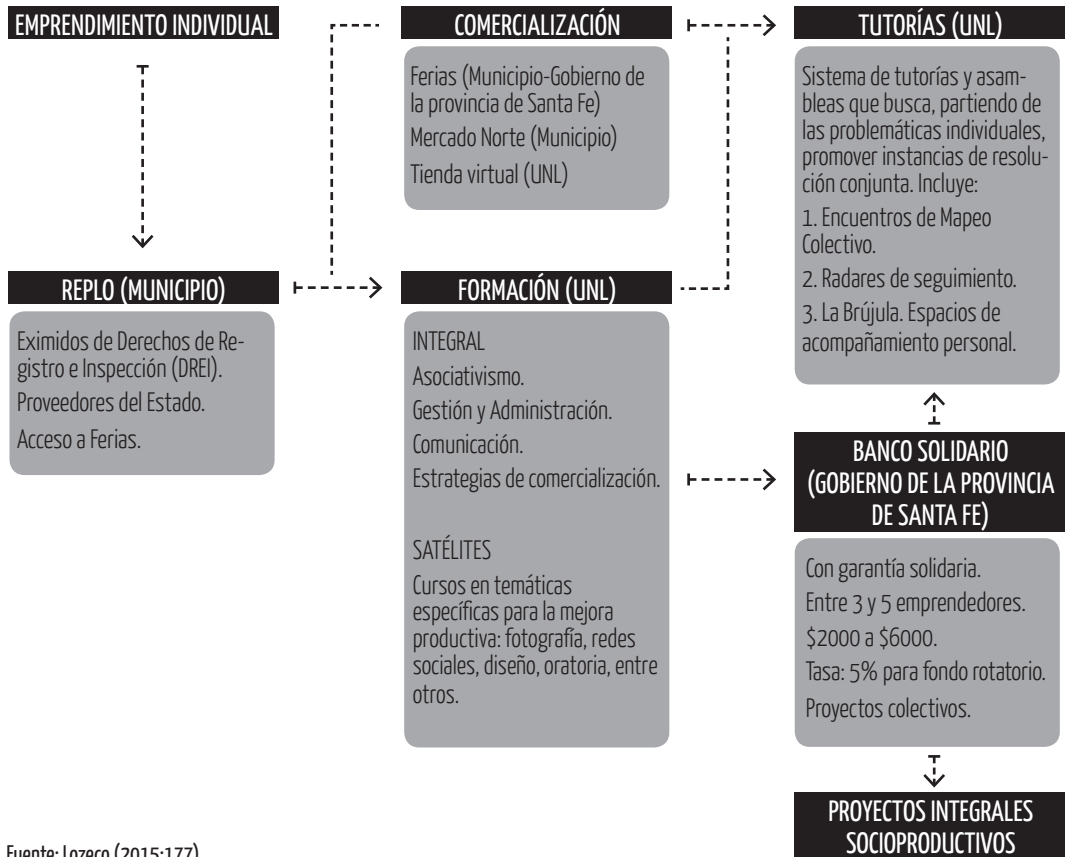 EMPRENDIMIENTO INDIVIDUAL
REPLO (MUNICIPIO)
Eximidos de Derechos de Re-
gistro e Inspección (DREI).
Proveedores del Estado.
Acceso a Ferias.
COMERCIALIZACIÓN
Ferias (Municipio-Gobierno de
la provincia de Santa Fe)
Mercado Norte (Municipio)
Tienda virtual (UNL)
FORMACIÓN (UNL)
INTEGRAL
Asociativismo.
Gestión y Administración.
Comunicación.
Estrategias de comercialización.
SATÉLITES
Cursos en temáticas
específicas para la mejora
productiva: fotografía, redes
sociales, diseño, oratoria, entre
otros.
TUTORÍAS (UNL)
Sistema de tutorías y asam-
bleas que busca, partiendo de
las problemáticas individuales,
promover instancias de resolu-
ción conjunta. Incluye:
1. Encuentros de Mapeo
Colectivo.
2. Radares de seguimiento.
3. La Brújula. Espacios de
acompañamiento personal.
BANCO SOLIDARIO
(GOBIERNO DE LA PROVINCIA
DE SANTA FE)
Con garantía solidaria.
Entre 3 y 5 emprendedores.
$2000 a $6000.
Tasa: 5% para fondo rotatorio.
Proyectos colectivos.
PROYECTOS INTEGRALES
SOCIOPRODUCTIVOS
Fuente: Lozeco (2015:177)